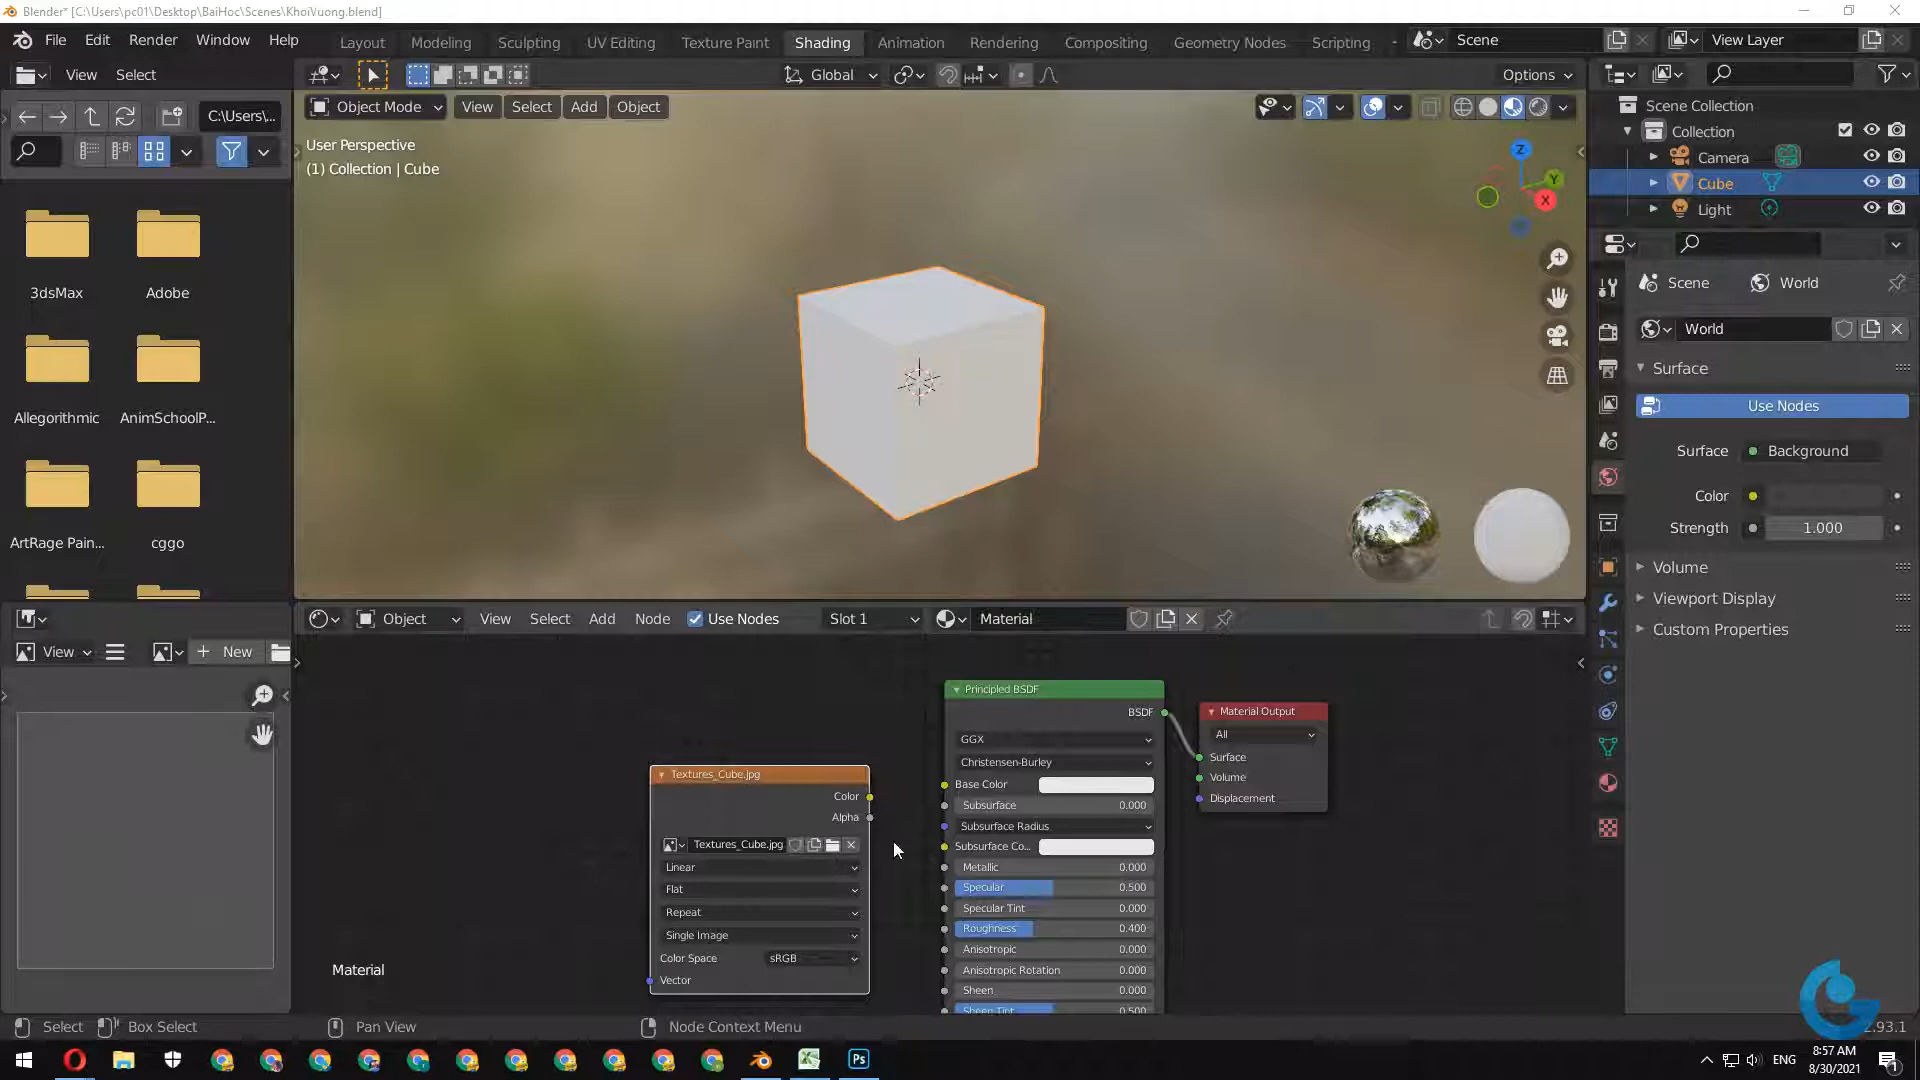 Blender* [C:\Users\pc01\Desktop\BaiHoc\Scenes\KhoiVuong.blend]
File Edit Render Window Help Layout Modeling Sculpting UV Editing Texture Paint Shading Animation Rendering Compositing Geometry Nodes Scripting Scene View Layer
View Select Global Options
C:\Users\... Object Mode View Select Add Object
User Perspective
(1) Collection | Cube
Scene Collection
Collection
Camera
Cube
Light
3dsMax Adobe
Allegorithmic AnimSchoolP...
ArtRage Pain... cggo
Z
Y
X
Scene World
World
Surface
Use Nodes
Surface Background
Color
Strength 1.000
Volume
Viewport Display
Custom Properties
Object View Select Add Node Use Nodes Slot 1 Material
View New
Principled BSDF
BSDF
GGX
Christensen-Burley
Base Color
Subsurface 0.000
Subsurface Radius
Subsurface Co...
Metallic 0.000
Specular 0.500
Specular Tint 0.000
Roughness 0.400
Anisotropic 0.000
Anisotropic Rotation 0.000
Sheen 0.000
Sheen Tint 0.500
Material Output
All
Surface
Volume
Displacement
Textures_Cube.jpg
Color
Alpha
Textures_Cube.jpg
Linear
Flat
Repeat
Single Image
Color Space sRGB
Vector
Material
Select Box Select Pan View Node Context Menu 2.93.1
Ps ENG 8:57 AM
8/30/2021 1